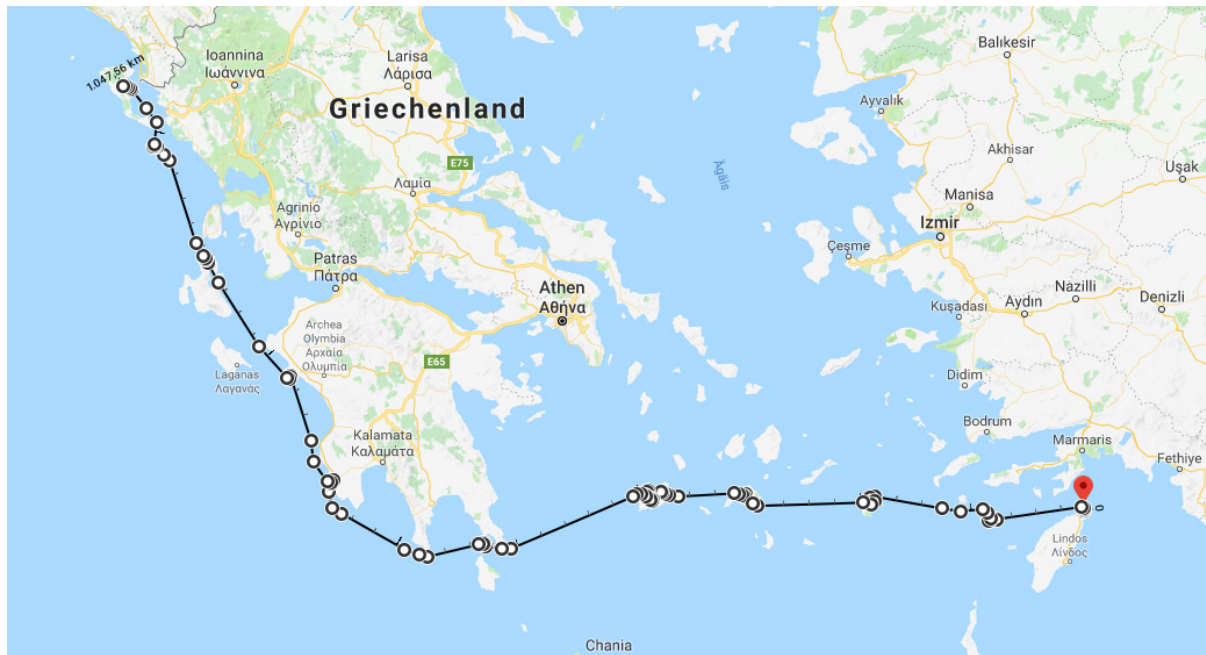 Ioannina
Ιωάννινα
Larisa
Λάρισα
Balıkesir
1.047,56 km
Griechenland
Ayvalık
E75
Akhisar
Uşak
Ägäis
Λαμία
Manisa
Izmir
Agrinio
Αγρίνιο
Çeşme
Patras
Πάτρα
Athen
Αθήνα
Nazilli
Kuşadası
Aydın
Denizli
Archea
Olymbia
Αρχαία
Ολυμπία
E65
Laganas
Λαγανάς
Didim
Bodrum
Kalamata
Καλαμάτα
Marmaris
Fethiye
0
Lindos
Λίνδος
Chania